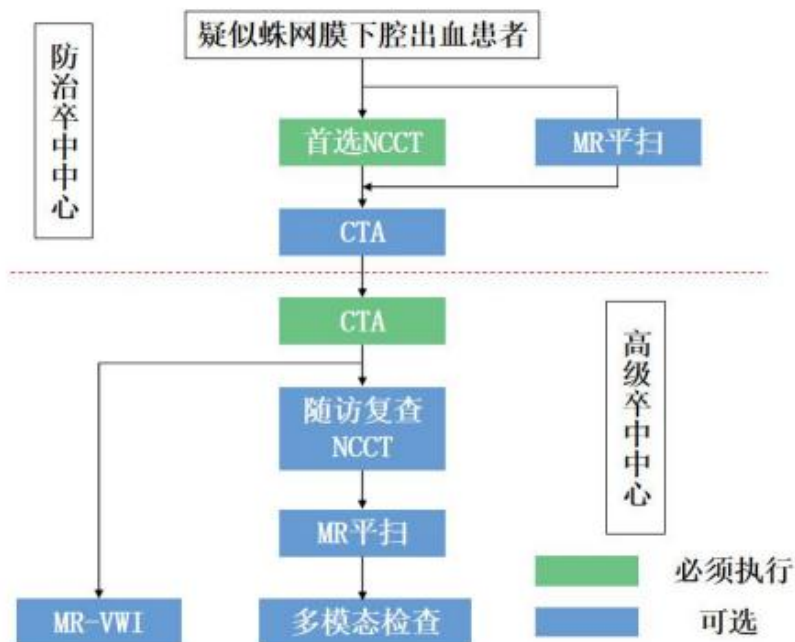 疑似蛛网膜下腔出血患者
防治卒中中心
首选NCCT
MR平扫
CTA
CTA
高级卒中中心
随访复查
NCCT
MR平扫
MR-VWI
多模态检查
必须执行
可选